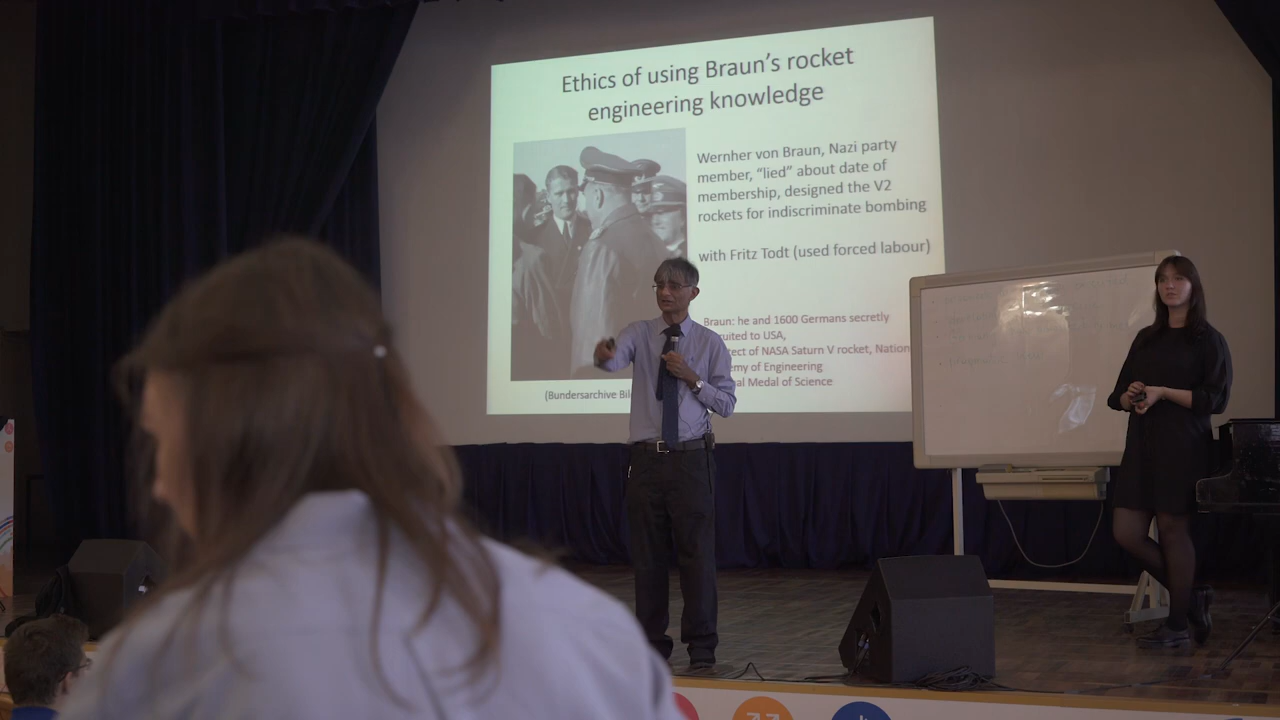 Ethics of using Braun's rocket
engineering knowledge
Wernher von Braun, Nazi party
member, "lied" about date of
membership, designed the V2
rockets for indiscriminate bombing
with Fritz Todt (used forced labour)
Braun: he and 1600 Germans secretly
to USA,
of NASA Saturn V rocket,
of Engineering
Medal of Science
(Bundersarchive